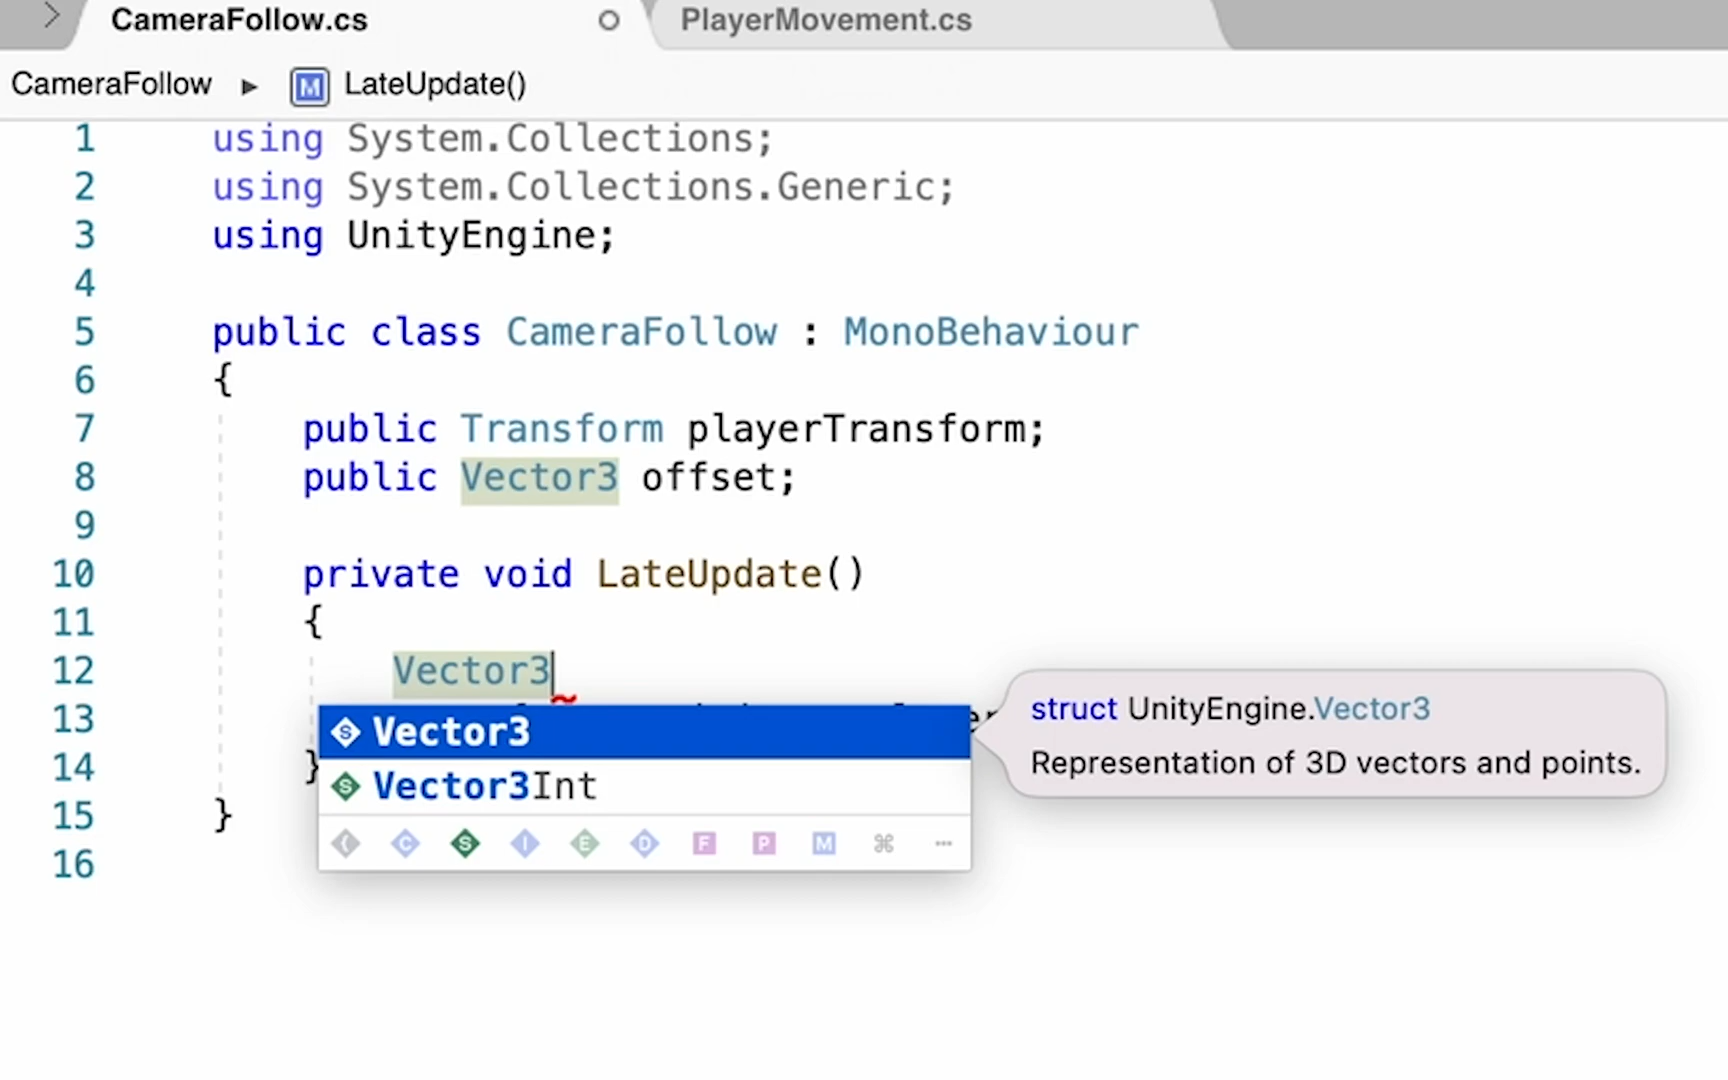 CameraFollow.cs
PlayerMovement.cs
CameraFollow ▸ M LateUpdate()
1 using System.Collections;
2 using System.Collections.Generic;
3 using UnityEngine;
4
5 public class CameraFollow : MonoBehaviour
6 {
7 public Transform playerTransform;
8 public Vector3 offset;
9
10 private void LateUpdate()
11 {
12 Vector3
13
14 }
15 }
16
Vector3
Vector3Int
C S I E D F P M ⌘ ...
struct UnityEngine.Vector3
Representation of 3D vectors and points.